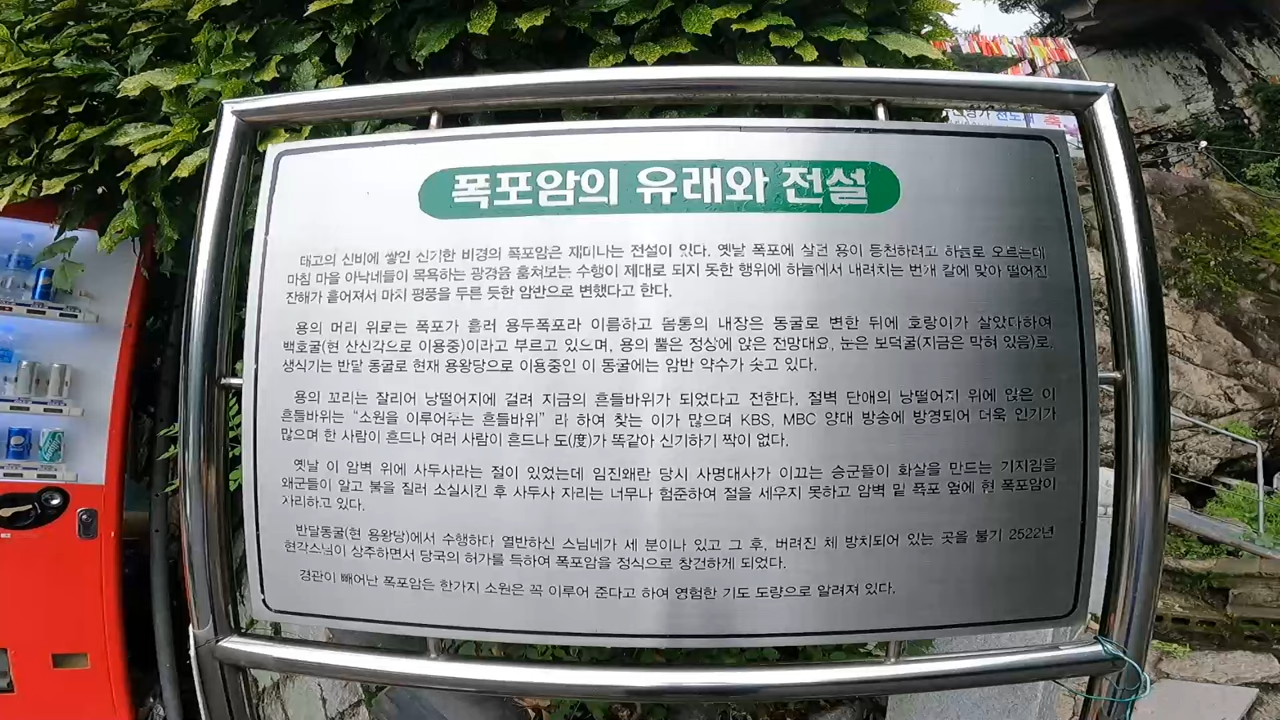 폭포암의 유래와 전설
태고의 신비에 쌓인 신기한 비경의 폭포암은 재미나는 전설이 있다. 옛날 폭포에 살던 용이 등천하려고 하늘로 오르는데
마침 마을 아낙네들이 목욕하는 광경을 훔쳐보는 수행이 제대로 되지 못한 행위에 하늘에서 내려치는 번개 칼에 맞아 떨어진
잔해가 흩어져서 마치 평풍을 두른 듯한 암반으로 변했다고 한다.
용의 머리 위로는 폭포가 흘러 용두폭포라 이름하고 몸통의 내장은 동굴로 변한 뒤에 호랑이가 살았다하여
백호굴(현 산신각으로 이용중)이라고 부르고 있으며, 용의 뿔은 정상에 앉은 전망대요, 눈은 보덕굴(지금은 막혀 있음)로,
생식기는 반달 동굴로 현재 용왕당으로 이용중인 이 동굴에는 암반 약수가 솟고 있다.
용의 꼬리는 잘리어 낭떨어지에 걸려 지금의 흔들바위가 되었다고 전한다. 절벽 단애의 낭떨어지 위에 앉은 이
흔들바위는 “소원을 이루어주는 흔들바위” 라 하여 찾는 이가 많으며 KBS, MBC 양대 방송에 방영되어 더욱 인기가
많으며 한 사람이 흔드나 여러 사람이 흔드나 도(度)가 똑같아 신기하기 짝이 없다.
옛날 이 암벽 위에 사두사라는 절이 있었는데 임진왜란 당시 사명대사가 이끄는 승군들이 화살을 만드는 기지임을
왜군들이 알고 불을 질러 소실시킨 후 사두사 자리는 너무나 험준하여 절을 세우지 못하고 암벽 밑 폭포 옆에 현 폭포암이
자리하고 있다.
반달동굴(현 용왕당)에서 수행하다 열반하신 스님네가 세 분이나 있고 그 후, 버려진 체 방치되어 있는 곳을 불기 2522년
현각스님이 상주하면서 당국의 허가를 득하여 폭포암을 정식으로 창건하게 되었다.
경관이 빼어난 폭포암은 한가지 소원은 꼭 이루어 준다고 하여 영험한 기도 도량으로 알려져 있다.